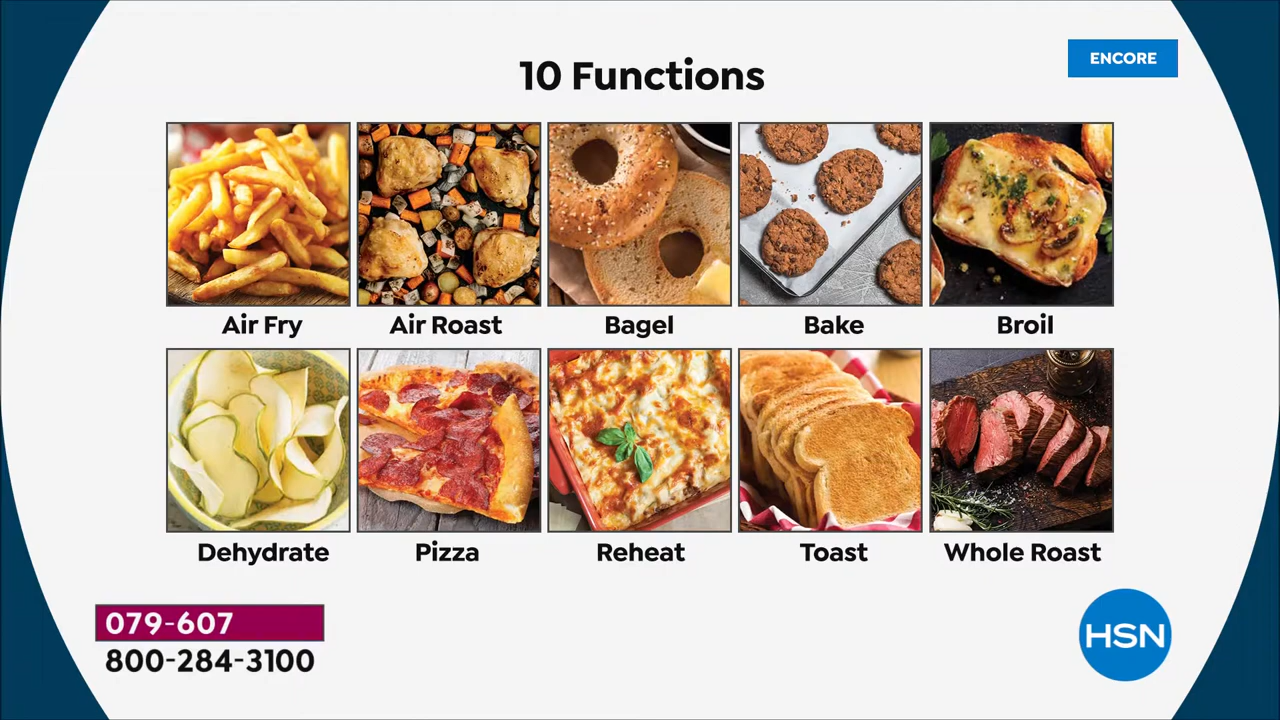 10 Functions
ENCORE
Air Fry
Air Roast
Bagel
Bake
Broil
Dehydrate
Pizza
Reheat
Toast
Whole Roast
079-607
800-284-3100
HSN